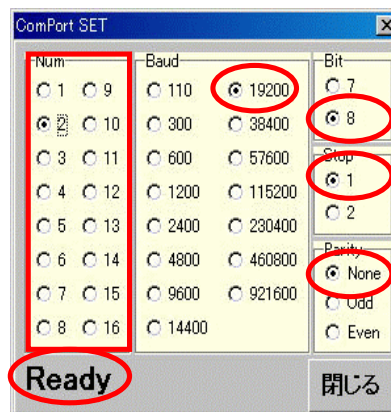 ComPort SET
Num Baud Bit
1 9 110 19200 7
2 10 300 38400 8
3 11 600 57600 Stop
4 12 1200 115200 1
5 13 2400 230400 2
6 14 4800 460800 Parity
7 15 9600 921600 None
8 16 14400 Odd
Even
Ready 閉じる